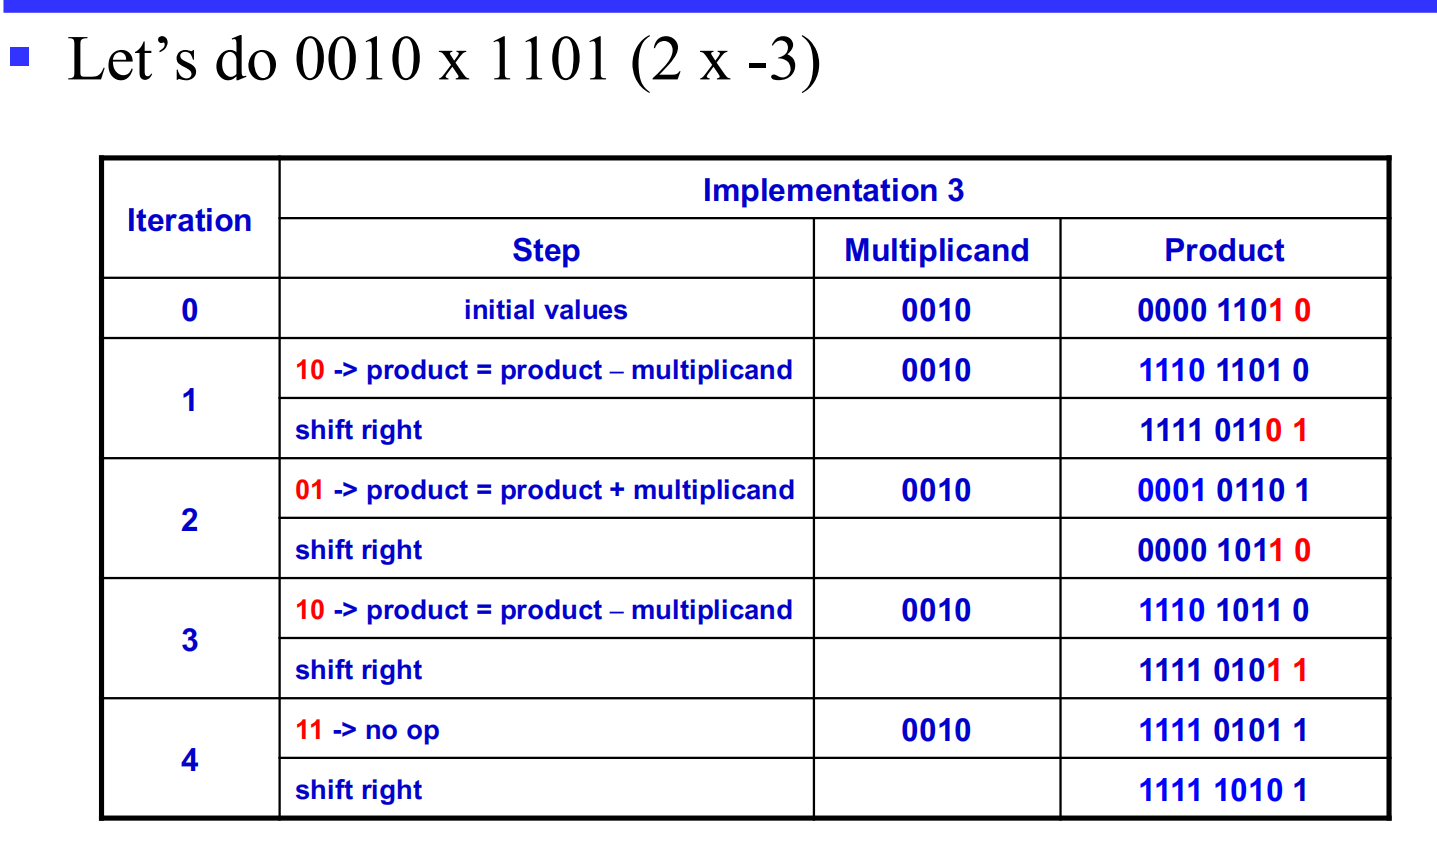 Let’s do 0010 x 1101 (2 x -3)
Iteration
Implementation 3
Step
Multiplicand
Product
0
initial values
0010
0000 1101 0
1
10 -> product = product – multiplicand
0010
1110 1101 0
shift right
1111 0110 1
2
01 -> product = product + multiplicand
0010
0001 0110 1
shift right
0000 1011 0
3
10 -> product = product – multiplicand
0010
1110 1011 0
shift right
1111 0101 1
4
11 -> no op
0010
1111 0101 1
shift right
1111 1010 1